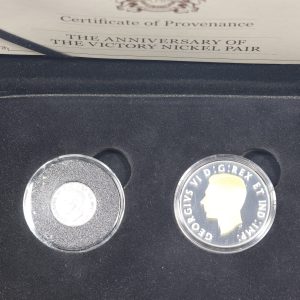 Certificate of Provenance
THE ANNIVERSARY OF
THE VICTORY NICKEL PAIR
GEORGIVS VI D:G:REX ET IND:IMP: